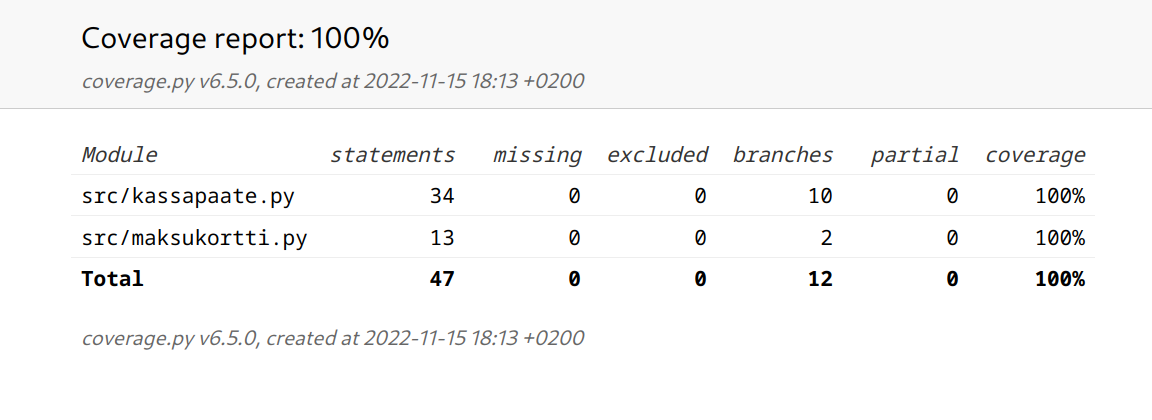 Coverage report: 100%
coverage.py v6.5.0, created at 2022-11-15 18:13 +0200
Module statements missing excluded branches partial coverage
src/kassapaate.py 34 0 0 10 0 100%
src/maksukortti.py 13 0 0 2 0 100%
Total 47 0 0 12 0 100%
coverage.py v6.5.0, created at 2022-11-15 18:13 +0200